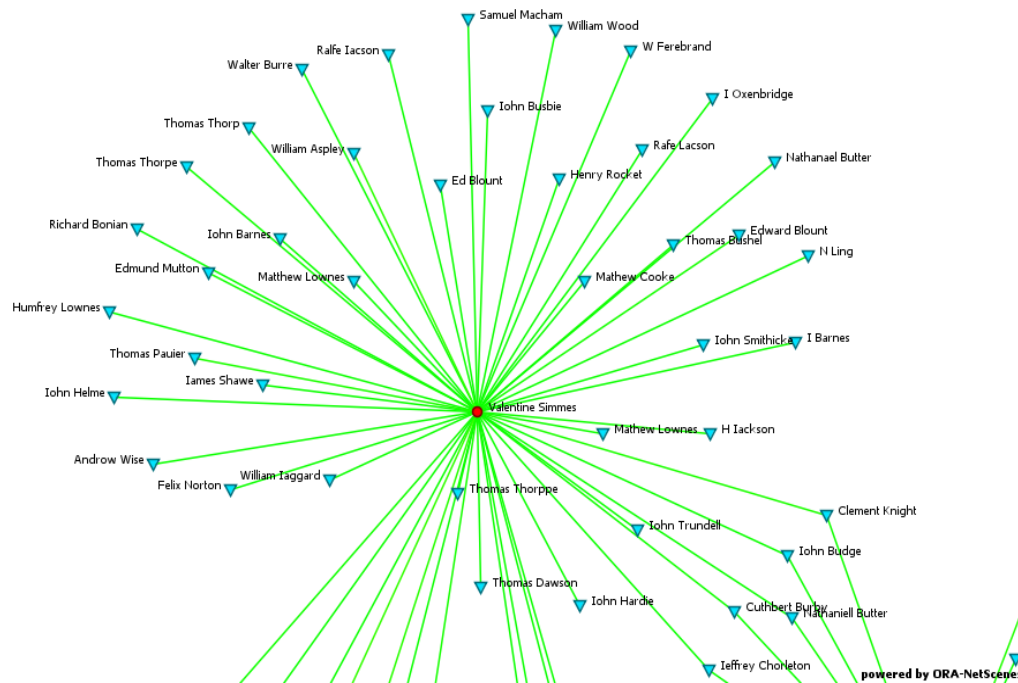 Samuel Macham
William Wood
Ralfe Iacson
W Ferebrand
Walter Burre
I Oxenbridge
Iohn Busbie
Thomas Thorp
William Aspley
Rafe Lacson
Thomas Thorpe
Nathanael Butter
Ed Blount
Henry Rocket
Richard Bonian
Iohn Barnes
Edward Blount
Thomas Bushel
N Ling
Edmund Mutton
Mathew Lownes
Mathew Cooke
Humfrey Lownes
Iohn Smithicke
I Barnes
Thomas Pauier
Iames Shawe
Iohn Helme
Valentine Simmes
Mathew Lownes
H Iackson
Androw Wise
William Iaggard
Felix Norton
Thomas Thorppe
Clement Knight
Iohn Trundell
Iohn Budge
Thomas Dawson
Iohn Hardie
Cuthbert Burby
Nathaniell Butter
Ieffrey Chorleton
powered by ORA-NetScenes